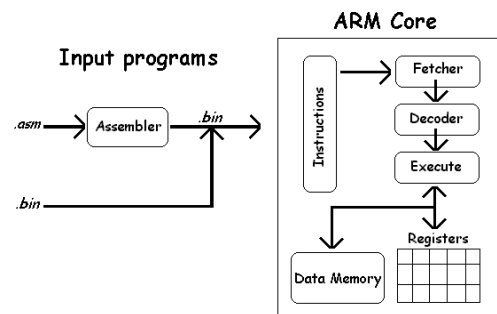 ARM Core
Input programs
Fetcher
.asm
Assembler
.bin
Instructions
Decoder
Execute
.bin
Registers
Data Memory